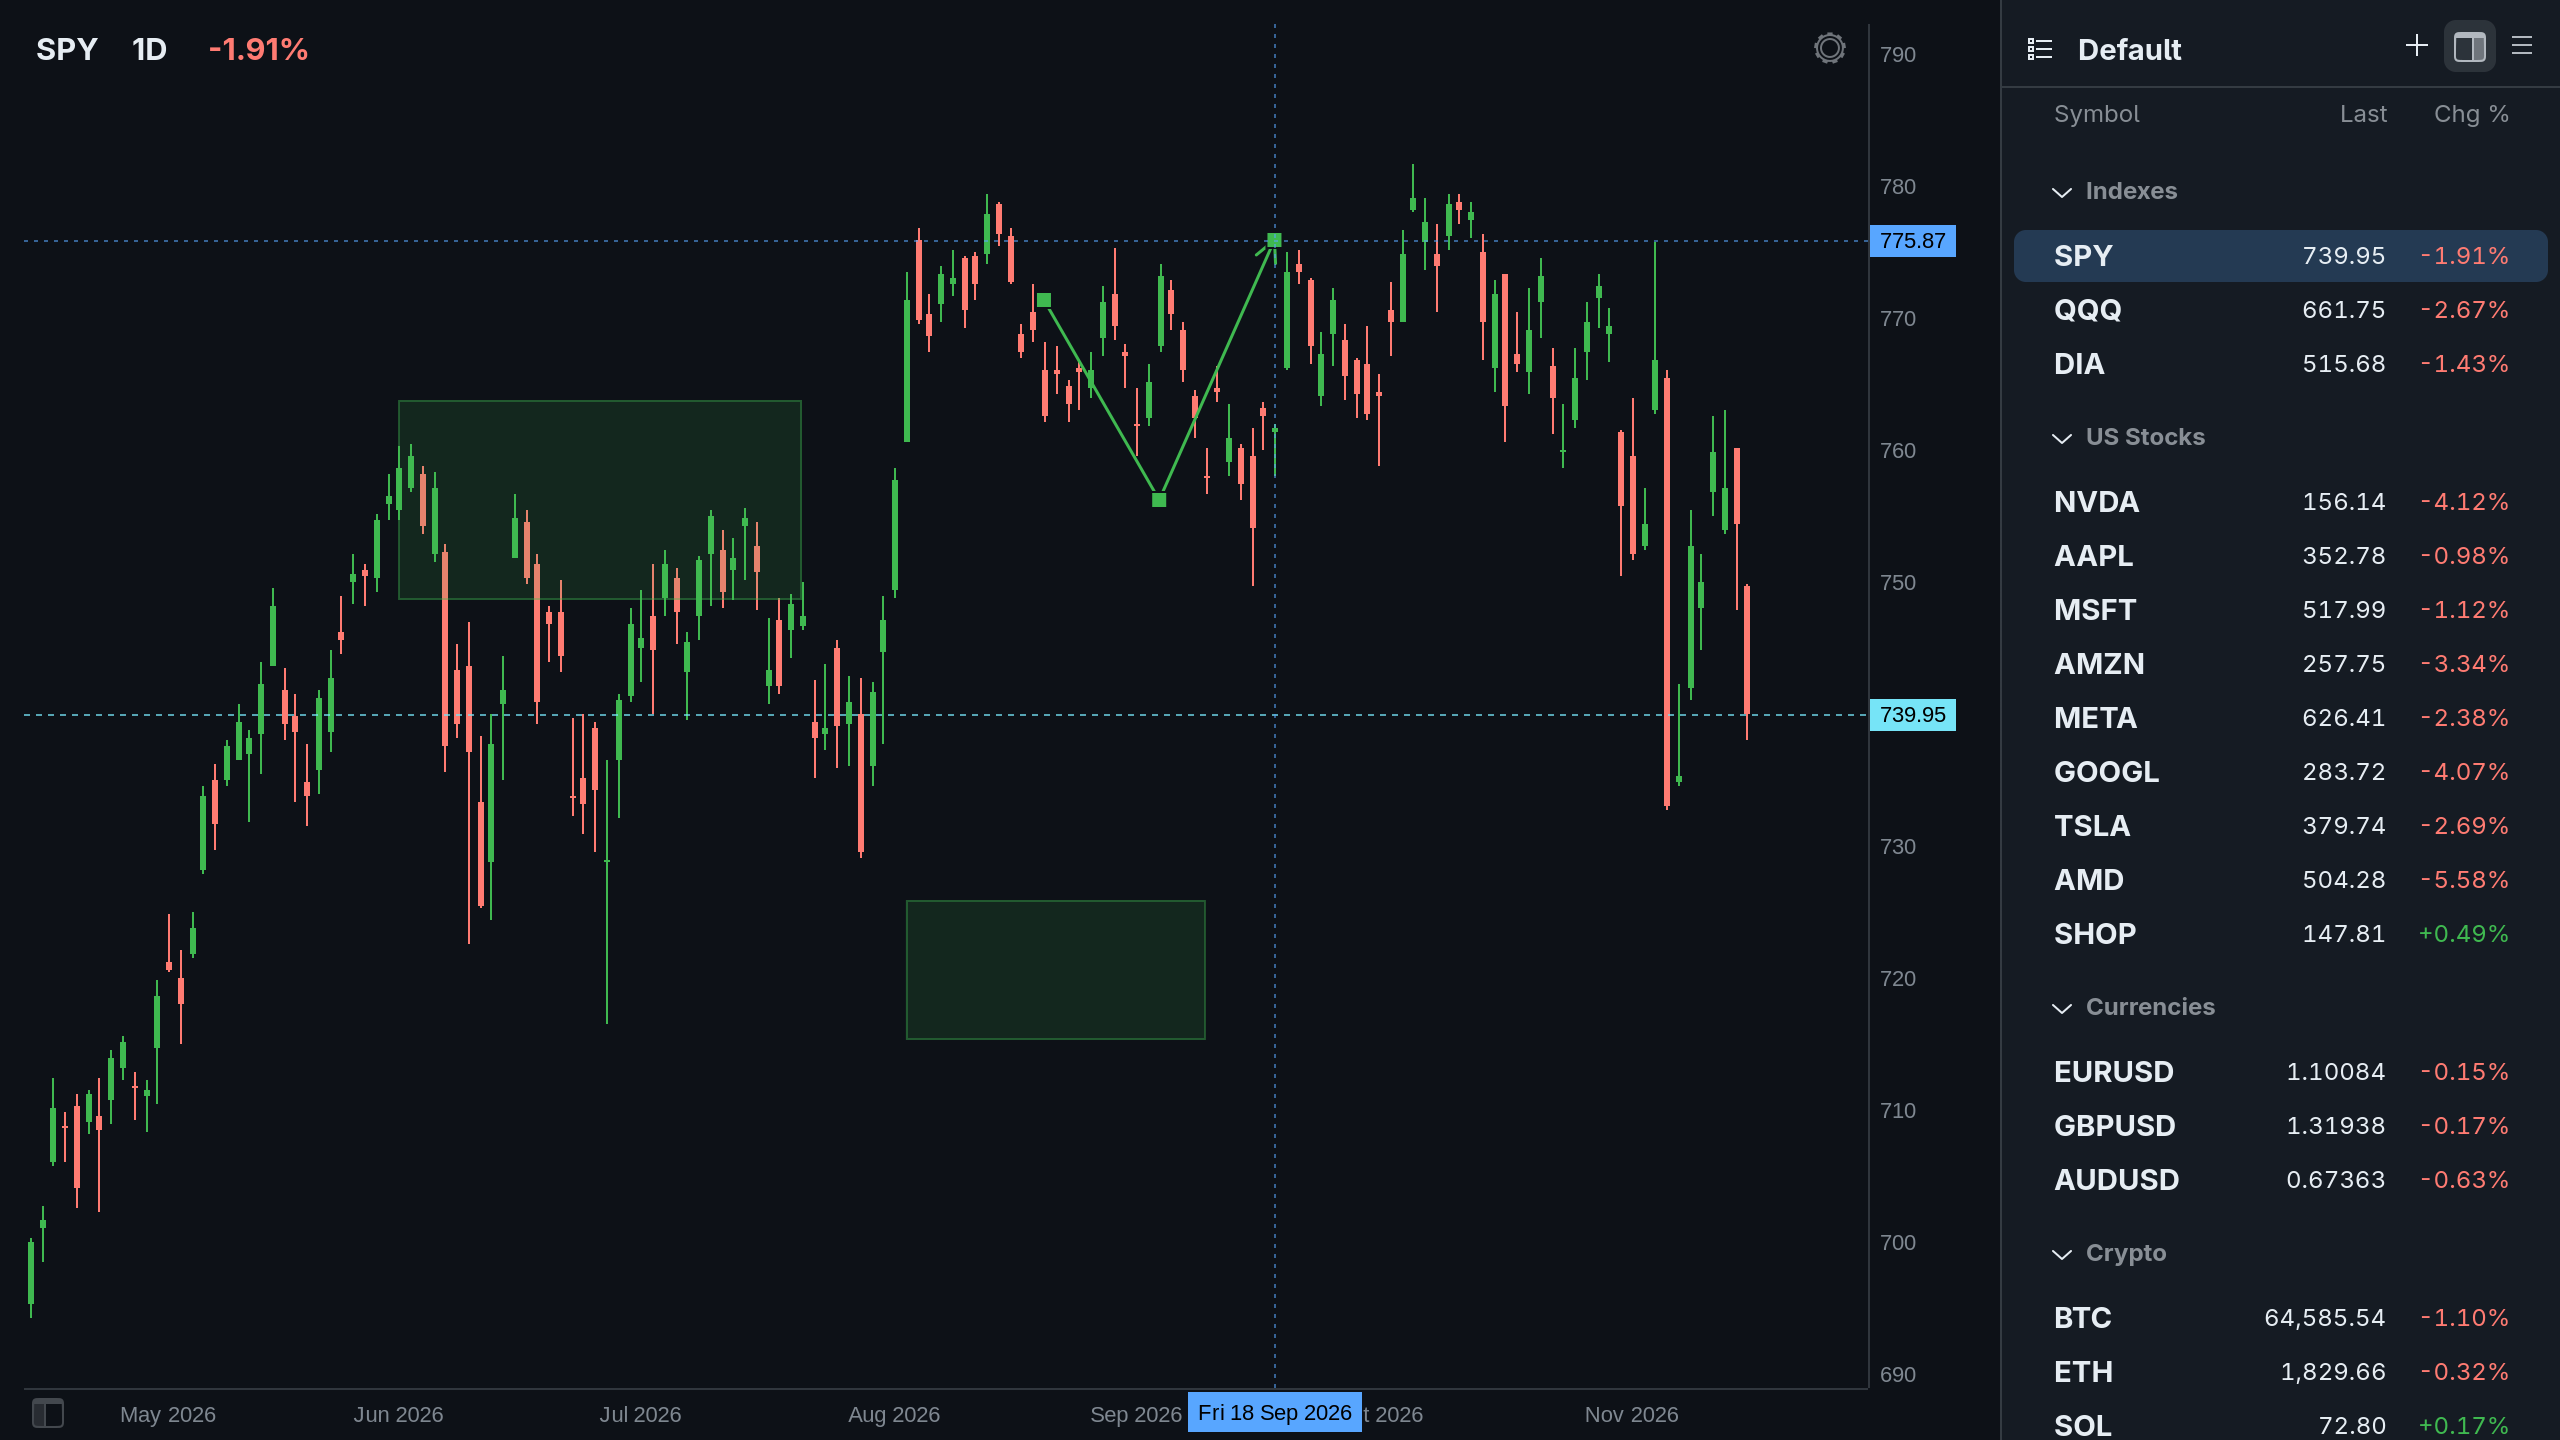 SPY 1D -1.91%
790
780
775.87
770
760
750
739.95
730
720
710
700
690
May 2026 Jun 2026 Jul 2026 Aug 2026 Sep 2026 Fri 18 Sep 2026 t 2026 Nov 2026
Default
Symbol Last Chg %
Indexes
SPY 739.95 -1.91%
QQQ 661.75 -2.67%
DIA 515.68 -1.43%
US Stocks
NVDA 156.14 -4.12%
AAPL 352.78 -0.98%
MSFT 517.99 -1.12%
AMZN 257.75 -3.34%
META 626.41 -2.38%
GOOGL 283.72 -4.07%
TSLA 379.74 -2.69%
AMD 504.28 -5.58%
SHOP 147.81 +0.49%
Currencies
EURUSD 1.10084 -0.15%
GBPUSD 1.31938 -0.17%
AUDUSD 0.67363 -0.63%
Crypto
BTC 64,585.54 -1.10%
ETH 1,829.66 -0.32%
SOL 72.80 +0.17%